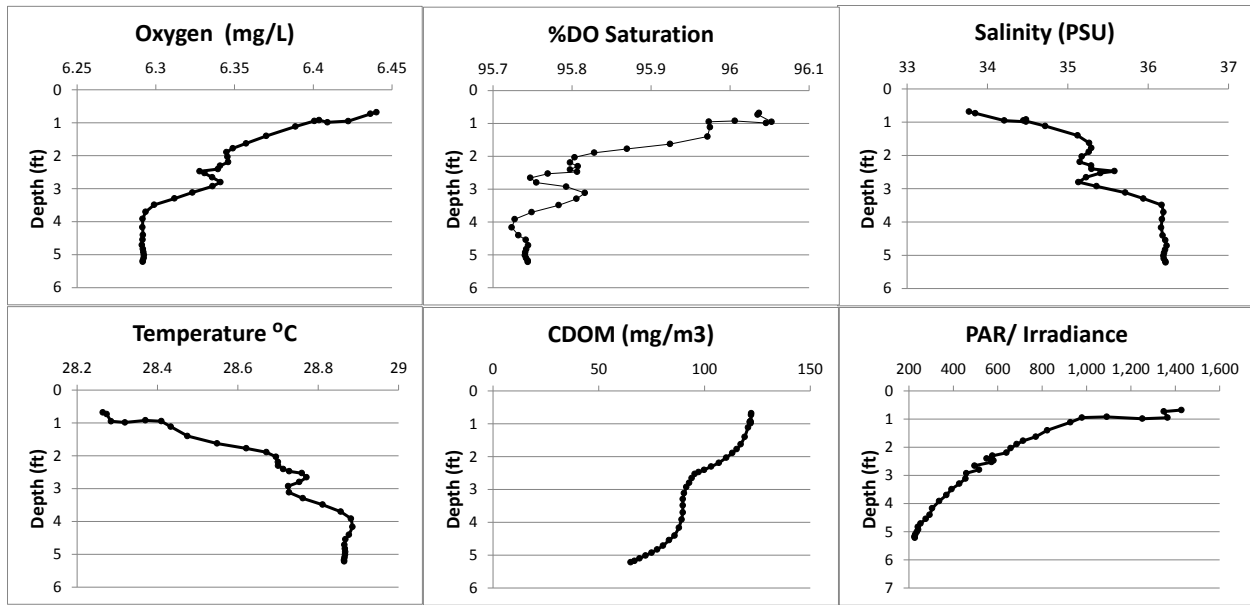 Oxygen (mg/L)
6.25 6.3 6.35 6.4 6.45
0
1
2
3
4
5
6
Depth (ft)
%DO Saturation
95.7 95.8 95.9 96 96.1
0
1
2
3
4
5
6
Depth (ft)
Salinity (PSU)
33 34 35 36 37
0
1
2
3
4
5
6
Depth (ft)
Temperature ⁰C
28.2 28.4 28.6 28.8 29
0
1
2
3
4
5
6
Depth (ft)
CDOM (mg/m3)
0 50 100 150
0
1
2
3
4
5
6
Depth (ft)
PAR/ Irradiance
200 400 600 800 1,000 1,200 1,400 1,600
0
1
2
3
4
5
6
7
Depth (ft)